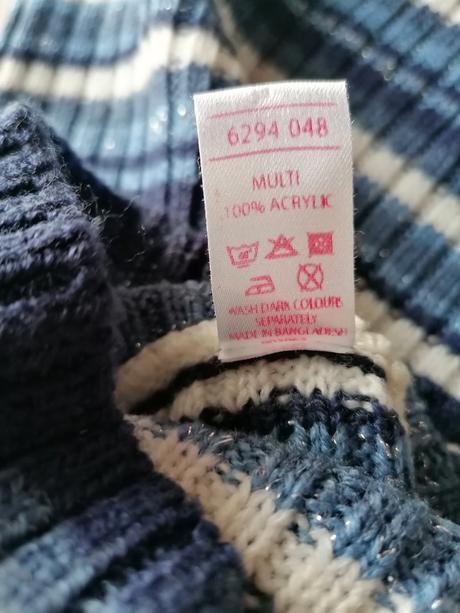 6294 048
MULTI
100% ACRYLIC
WASH DARK COLOURS
SEPARATELY
MADE IN BANGLADESH